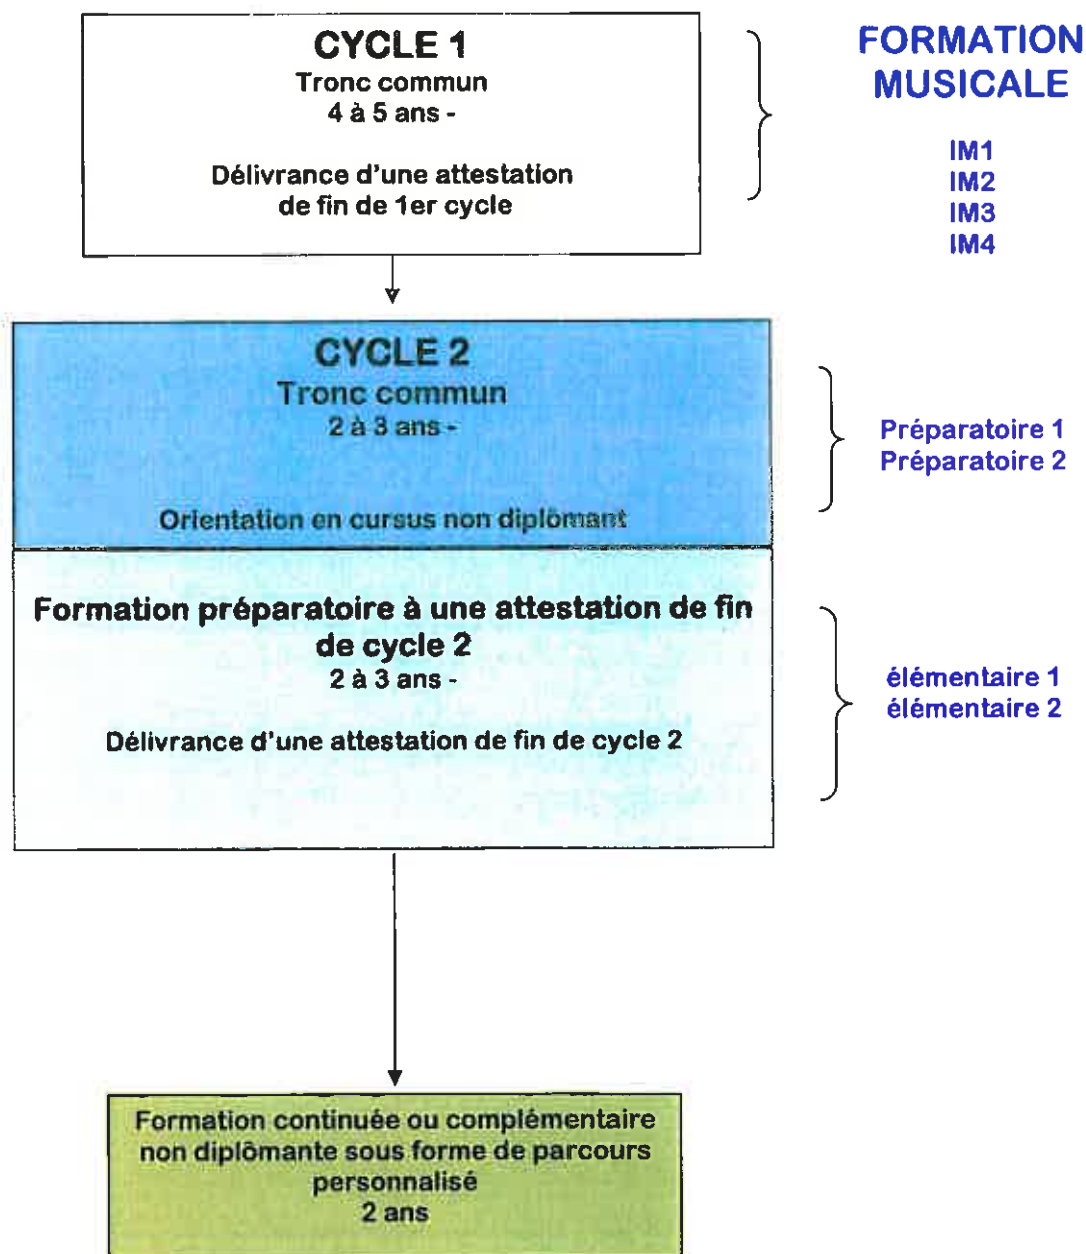 CYCLE 1
Tronc commun
4 à 5 ans -
Délivrance d'une attestation
de fin de 1er cycle
FORMATION
MUSICALE
IM1
IM2
IM3
IM4
CYCLE 2
Tronc commun
2 à 3 ans -
Orientation en cursus non diplômant
Préparatoire 1
Préparatoire 2
Formation préparatoire à une attestation de fin
de cycle 2
2 à 3 ans -
Délivrance d'une attestation de fin de cycle 2
élémentaire 1
élémentaire 2
Formation continuée ou complémentaire
non diplômante sous forme de parcours
personnalisé
2 ans